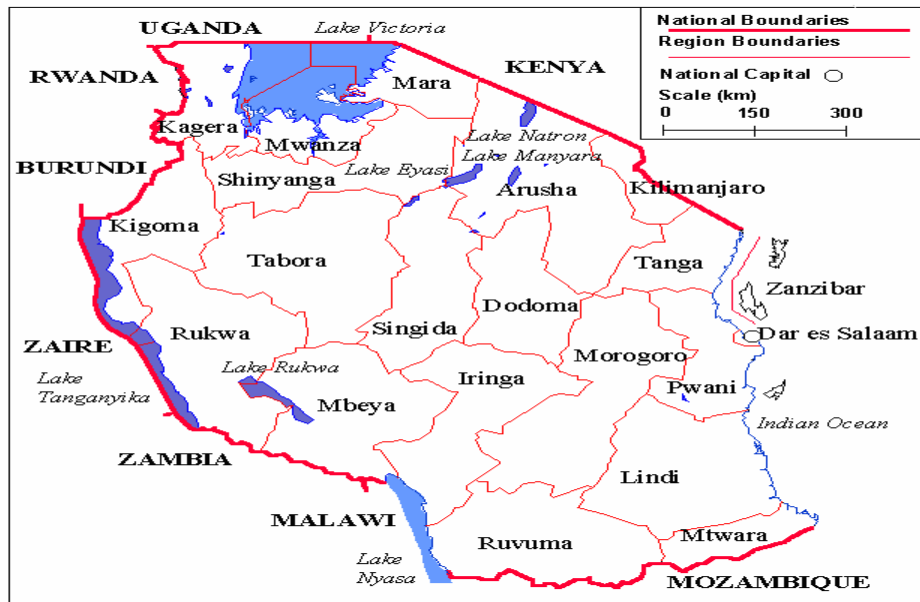 UGANDA
Lake Victoria
National Boundaries
Region Boundaries
National Capital
Scale (km)
0 150 300
RWANDA
KENYA
Mara
Kagera
Mwanza
Lake Natron
Lake Manyara
BURUNDI
Lake Eyasi
Shinyanga
Arusha
Kilimanjaro
Kigoma
Tabora
Tanga
Zanzibar
Dodoma
Rukwa
Singida
Dar es Salaam
ZAIRE
Morogoro
Lake
Tanganyika
Lake Rukwa
Iringa
Pwani
Mbeya
Indian Ocean
ZAMBIA
Lindi
MALAWI
Mtwara
Ruvuma
Lake
Nyasa
MOZAMBIQUE